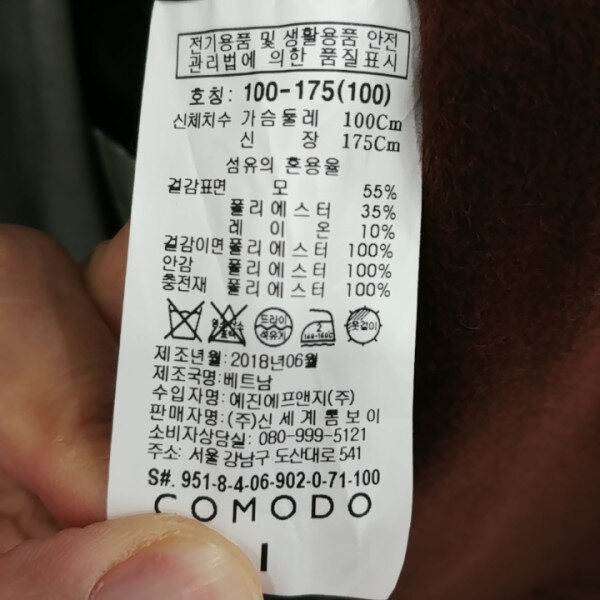 전기용품 및 생활용품 안전
관리법에 의한 품질표시
호칭: 100-175(100)
신체치수 가슴둘레 100Cm
신 장 175Cm
섬유의 혼용율
겉감표면 모 55%
폴리에스터 35%
레 이 온 10%
겉감이면 폴리에스터 100%
안감 폴리에스터 100%
충전재 폴리에스터 100%
드라이 2 옷걸이
석유계 140-160℃
제조년월: 2018년06월
제조국명: 베트남
수입자명: 예진에프앤지(주)
판매자명: (주)신세계톰보이
소비자상담실: 080-999-5121
주소: 서울 강남구 도산대로 541
S#. 951-8-4-06-902-0-71-100
COMODO